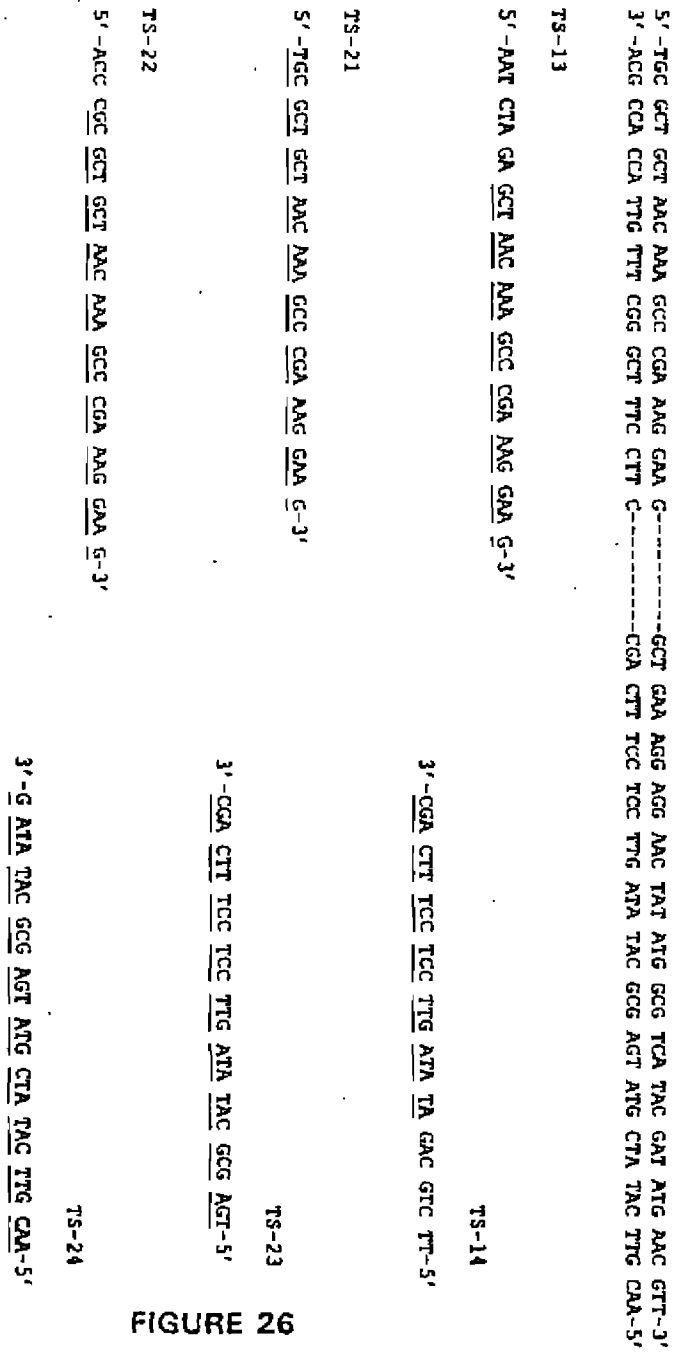 5'-TGC GCT GCT AAC AAA GCC CGA AAG GAA G----------GCT GAA AGG AGG AAC TAT ATG GCG TCA TAC GAT ATG AAC GTT-3'
3'-ACG CCA CCA TTG TTT CGG GCT TTC CTT C----------CGA CTT TCC TCC TTG ATA TAC GCG AGT ATG CTA TAC TTG CAA-5'
TS-13
5'-AAT CTA GA GCT AAC AAA GCC CGA AAG GAA G-3'
TS-14
3'-CGA CTT TCC TCC TTG ATA TA GAC GTC TT-5'
TS-21
5'-TGC GCT GCT AAC AAA GCC CGA AAG GAA G-3'
TS-23
3'-CGA CTT TCC TCC TTG ATA TAC GCG AGT-5'
TS-22
5'-ACC CGC GCT GCT AAC AAA GCC CGA AAG GAA G-3'
TS-24
3'-G ATA TAC GCG AGT ATG CTA TAC TTG CAA-5'
FIGURE 26